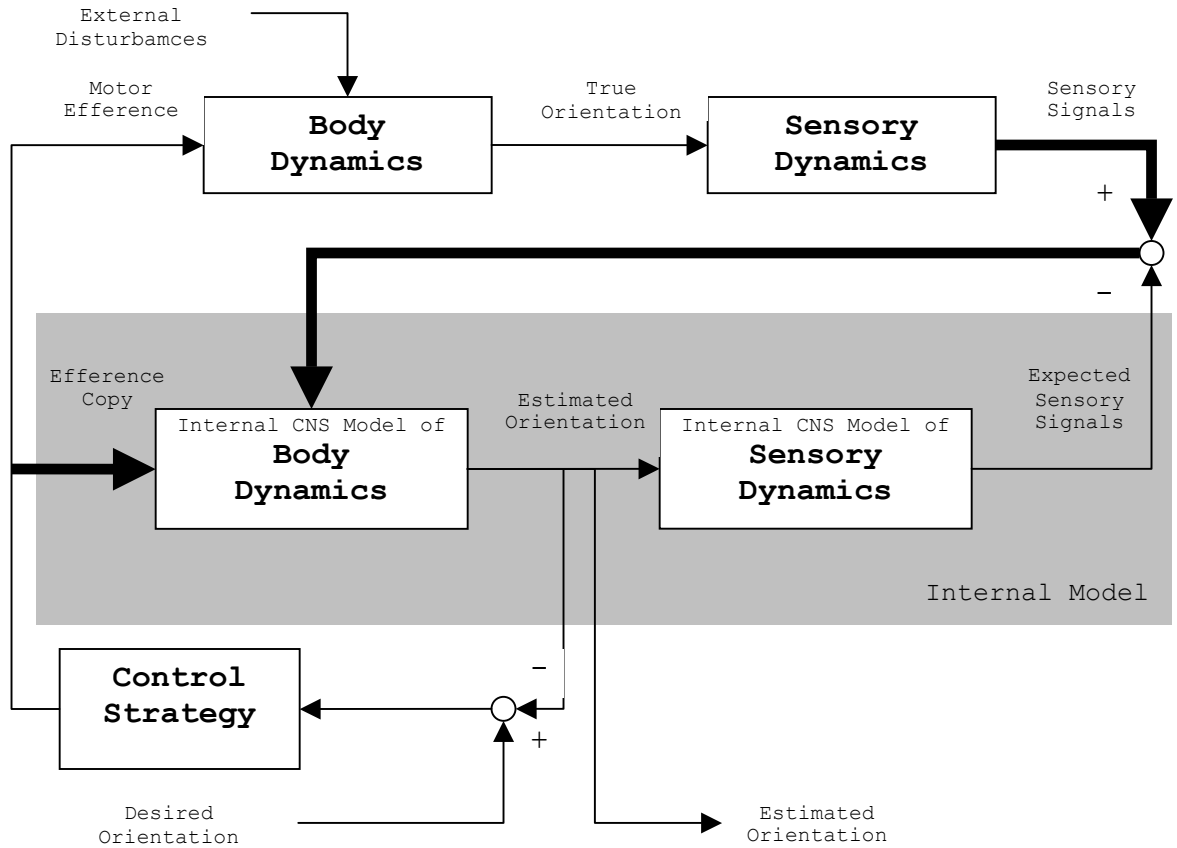 External
Disturbamces
Motor
Efference
Body
Dynamics
True
Orientation
Sensory
Dynamics
Sensory
Signals
+
−
Efference
Copy
Internal CNS Model of
Body
Dynamics
Estimated
Orientation
Internal CNS Model of
Sensory
Dynamics
Expected
Sensory
Signals
Internal Model
Control
Strategy
−
+
Desired
Orientation
Estimated
Orientation